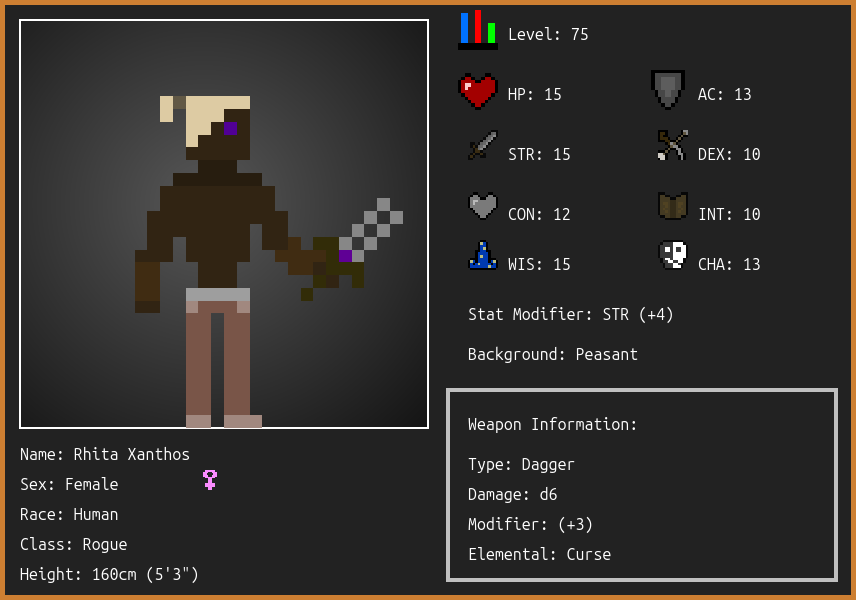 Level: 75
HP: 15
AC: 13
STR: 15
DEX: 10
CON: 12
INT: 10
WIS: 15
CHA: 13
Stat Modifier: STR (+4)
Background: Peasant
Weapon Information:
Type: Dagger
Damage: d6
Modifier: (+3)
Elemental: Curse
Name: Rhita Xanthos
Sex: Female
Race: Human
Class: Rogue
Height: 160cm (5'3")